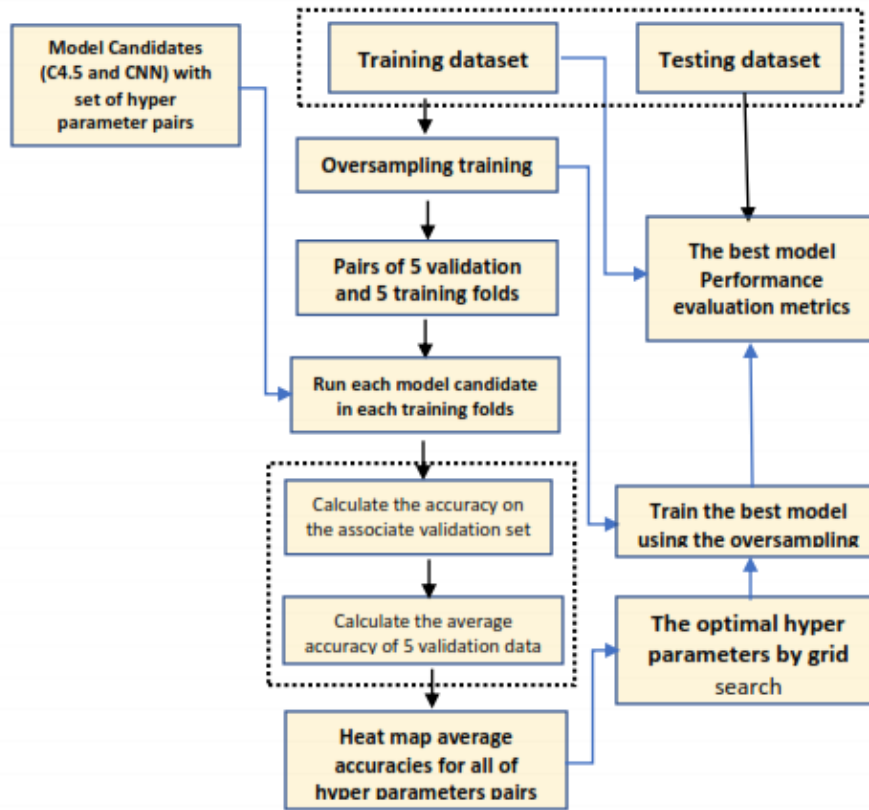 Model Candidates
(C4.5 and CNN) with
set of hyper
parameter pairs
Training dataset
Testing dataset
Oversampling training
Pairs of 5 validation
and 5 training folds
Run each model candidate
in each training folds
Calculate the accuracy on
the associate validation set
Calculate the average
accuracy of 5 validation data
Heat map average
accuracies for all of
hyper parameters pairs
The best model
Performance
evaluation metrics
Train the best model
using the oversampling
The optimal hyper
parameters by grid
search